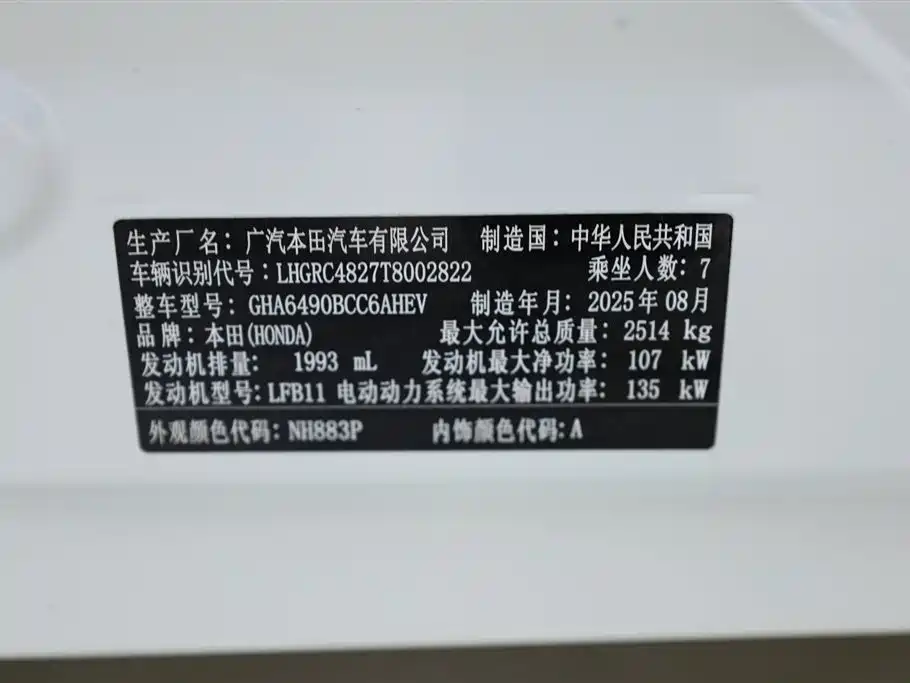 生产厂名：广汽本田汽车有限公司 制造国：中华人民共和国
车辆识别代号：LHGRC4827T8002822 乘坐人数：7
整车型号：GHA6490BCC6AHEV 制造年月：2025年08月
品牌：本田(HONDA) 最大允许总质量：2514 kg
发动机排量：1993 mL 发动机最大净功率：107 kW
发动机型号：LFB11 电动动力系统最大输出功率：135 kW
外观颜色代码：NH883P 内饰颜色代码：A